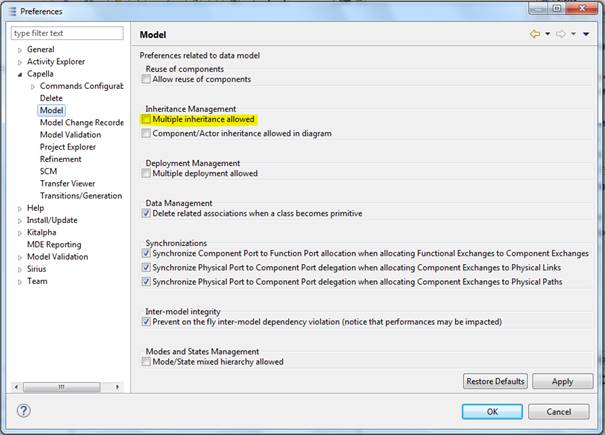 Preferences
type filter text
Model
General
Activity Explorer
Capella
Commands Configurab
Delete
Model
Model Change Recorde
Model Validation
Project Explorer
Refinement
SCM
Transfer Viewer
Transitions/Generation
Help
Install/Update
Kitalpha
MDE Reporting
Model Validation
Sirius
Team
Preferences related to data model
Reuse of components
Allow reuse of components
Inheritance Management
Multiple inheritance allowed
Component/Actor inheritance allowed in diagram
Deployment Management
Multiple deployment allowed
Data Management
Delete related associations when a class becomes primitive
Synchronizations
Synchronize Component Port to Function Port allocation when allocating Functional Exchanges to Component Exchanges
Synchronize Physical Port to Component Port delegation when allocating Component Exchanges to Physical Links
Synchronize Physical Port to Component Port delegation when allocating Component Exchanges to Physical Paths
Inter-model integrity
Prevent on the fly inter-model dependency violation (notice that performances may be impacted)
Modes and States Management
Mode/State mixed hierarchy allowed
Restore Defaults
Apply
OK
Cancel